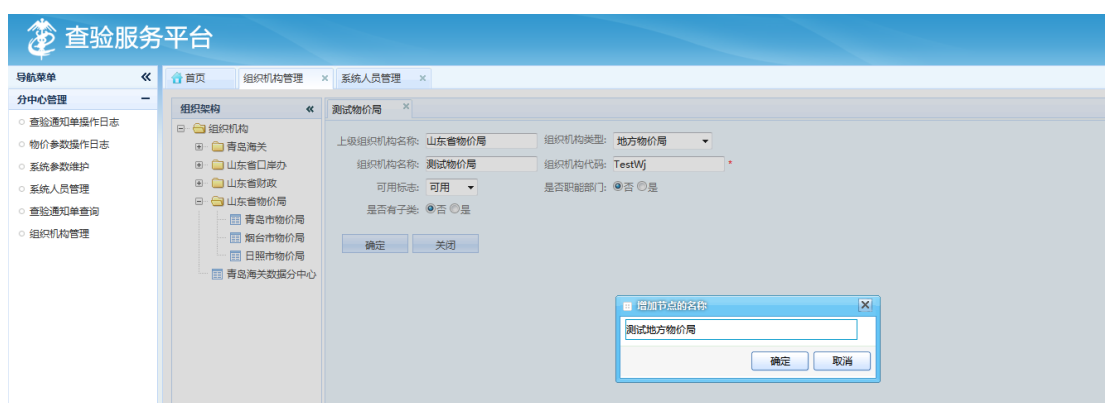 查验服务平台
导航菜单
首页
组织机构管理
系统人员管理
分中心管理
查验通知单操作日志
物价参数操作日志
系统参数维护
系统人员管理
查验通知单查询
组织机构管理
组织架构
组织机构
青岛海关
山东省口岸办
山东省财政
山东省物价局
青岛市物价局
烟台市物价局
日照市物价局
青岛海关数据分中心
测试物价局
上级组织机构名称: 山东省物价局 组织机构类型: 地方物价局
组织机构名称: 测试物价局 组织机构代码: TestWj *
可用标志: 可用 是否职能部门: 否 是
是否有子类: 否 是
确定 关闭
增加节点的名称
测试地方物价局
确定 取消